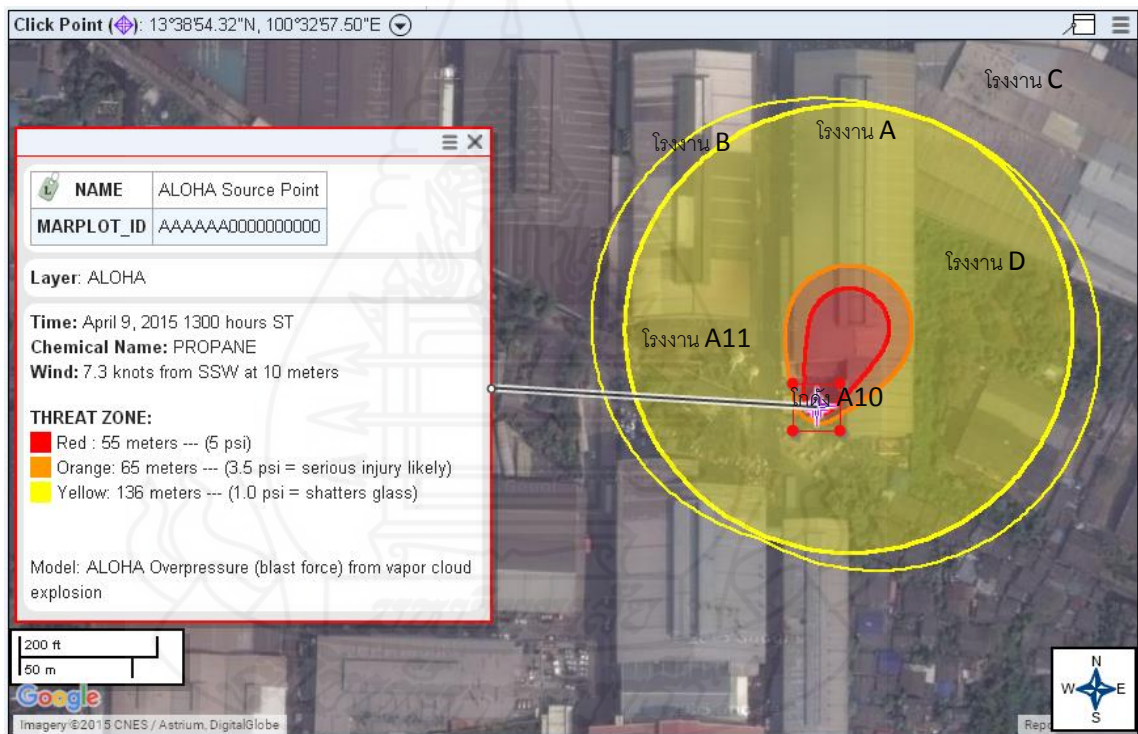 Click Point (): 13°38'54.32"N, 100°32'57.50"E
NAME ALOHA Source Point
MARPLOT_ID AAAAAA0000000000
Layer: ALOHA
Time: April 9, 2015 1300 hours ST
Chemical Name: PROPANE
Wind: 7.3 knots from SSW at 10 meters
THREAT ZONE:
Red : 55 meters --- (5 psi)
Orange: 65 meters --- (3.5 psi = serious injury likely)
Yellow: 136 meters --- (1.0 psi = shatters glass)
Model: ALOHA Overpressure (blast force) from vapor cloud
explosion
โรงงาน C
โรงงาน A
โรงงาน B
โรงงาน D
โรงงาน A11
โกดัง A10
200 ft
50 m
Google
Imagery ©2015 CNES / Astrium, DigitalGlobe
N
W E
S